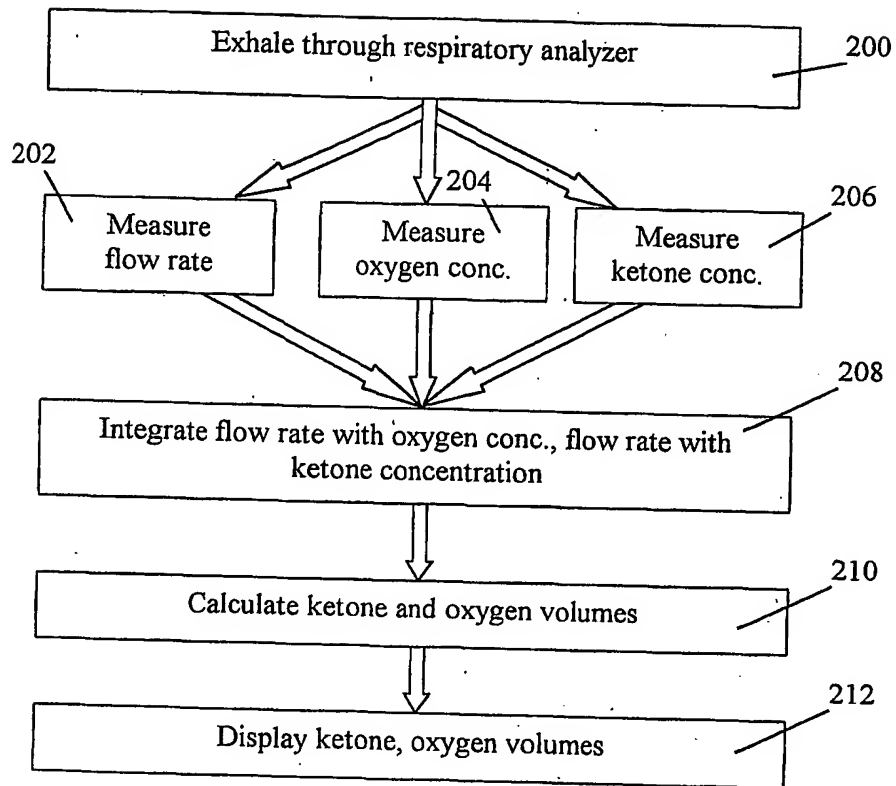 Exhale through respiratory analyzer
200
202
204
206
Measure
flow rate
Measure
oxygen conc.
Measure
ketone conc.
208
Integrate flow rate with oxygen conc., flow rate with
ketone concentration
210
Calculate ketone and oxygen volumes
212
Display ketone, oxygen volumes